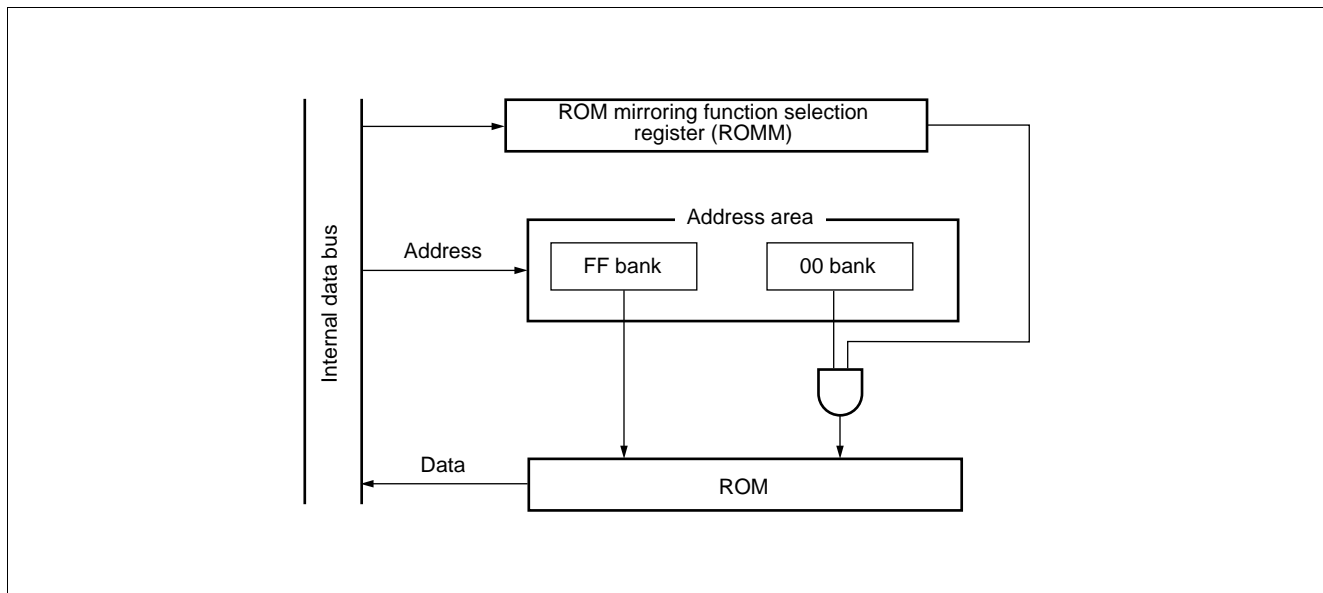 ROM mirroring function selection
register (ROMM)
Address area
Address
FF bank
00 bank
Internal data bus
Data
ROM